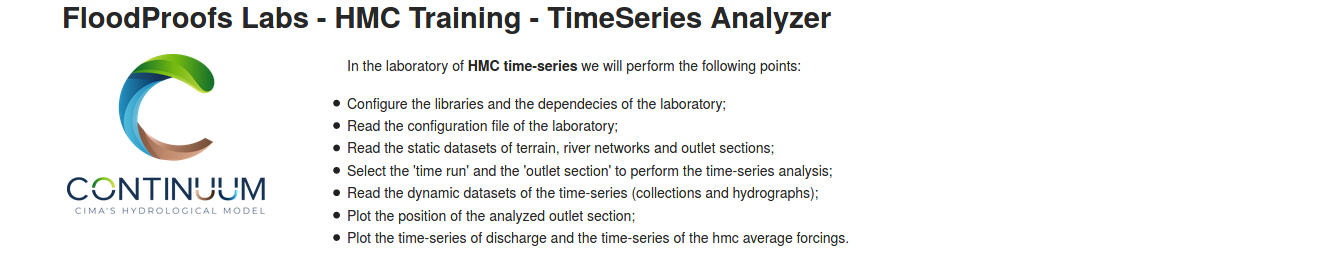 FloodProofs Labs - HMC Training - TimeSeries Analyzer
In the laboratory of HMC time-series we will perform the following points:
Configure the libraries and the dependecies of the laboratory;
Read the configuration file of the laboratory;
Read the static datasets of terrain, river networks and outlet sections;
Select the 'time run' and the 'outlet section' to perform the time-series analysis;
Read the dynamic datasets of the time-series (collections and hydrographs);
Plot the position of the analyzed outlet section;
Plot the time-series of discharge and the time-series of the hmc average forcings.
CONTINUUM
CIMA'S HYDROLOGICAL MODEL